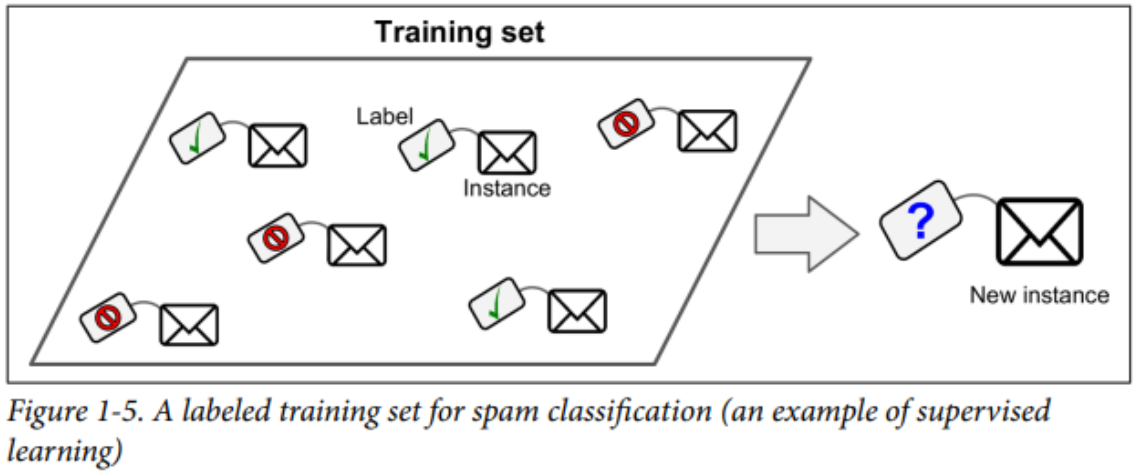 Training set
Label
Instance
?
New instance
Figure 1-5. A labeled training set for spam classification (an example of supervised
learning)